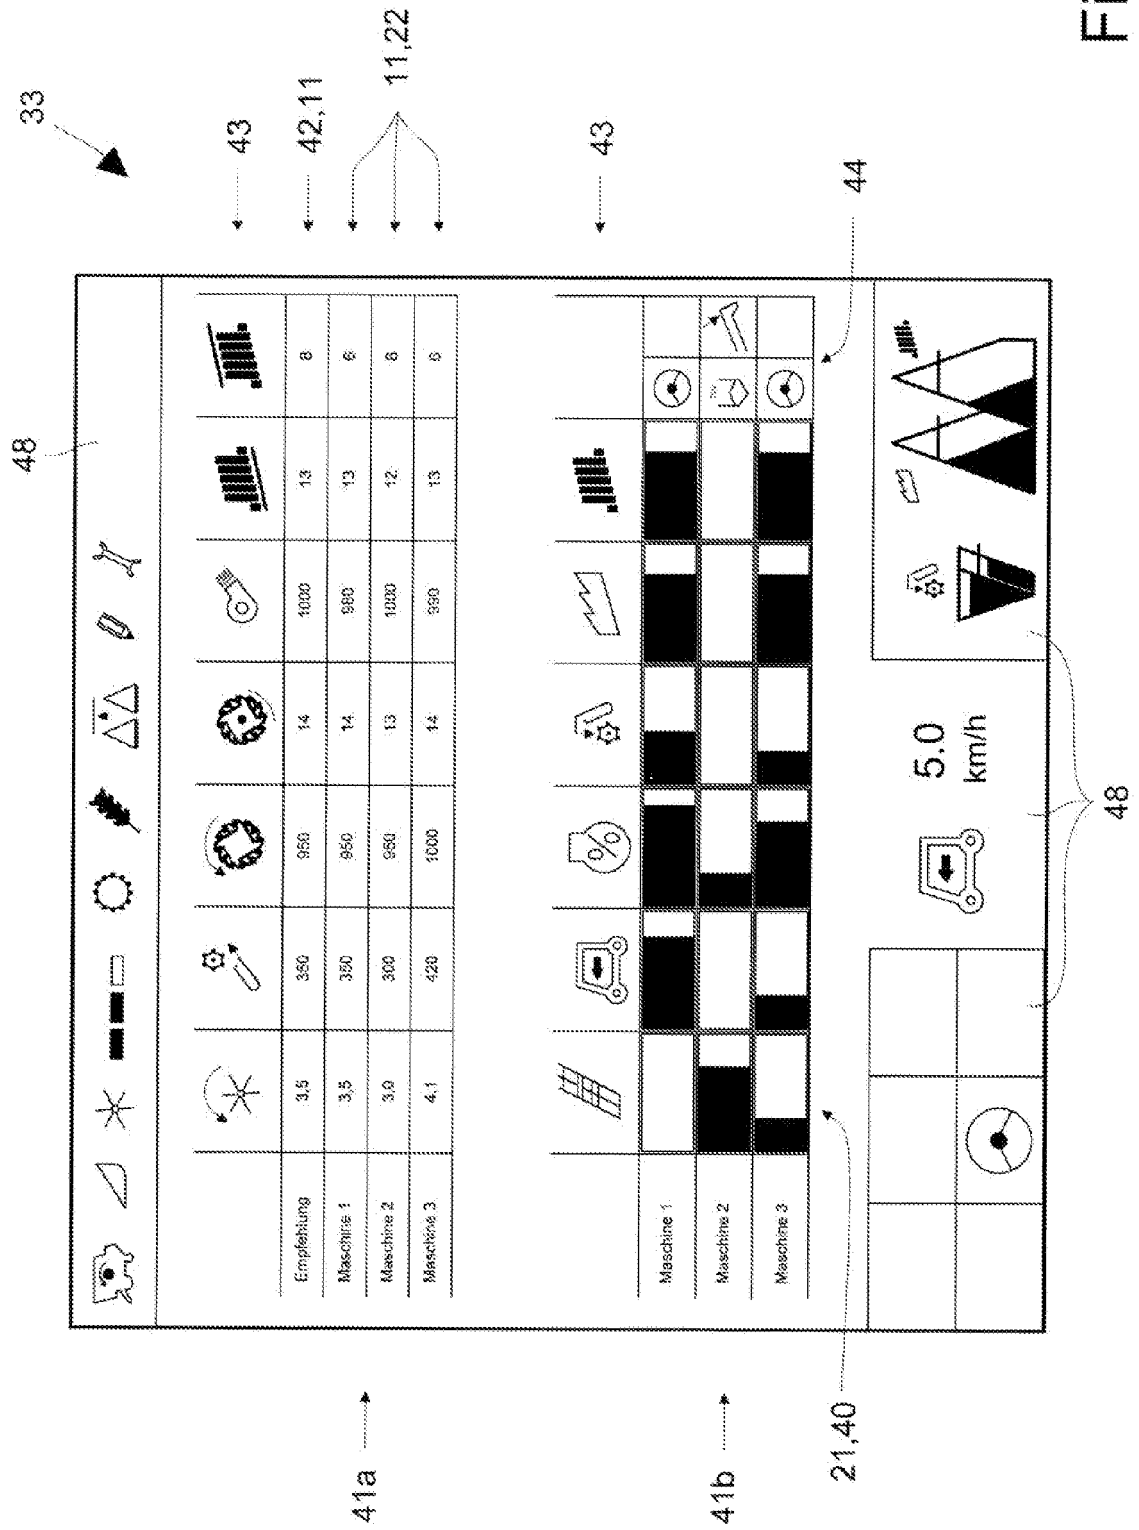 48
33
43
Empfehlung 3.5 350 950 14 1000 13 8
42,11
Maschine 1 3,5 350 950 14 980 13 6
41a
Maschine 2 3.0 300 950 13 1000 12 8
11,22
Maschine 3 4.1 420 1000 14 990 13 6
43
Maschine 1
Maschine 2
41b
Maschine 3
21,40
44
5.0
km/h
48